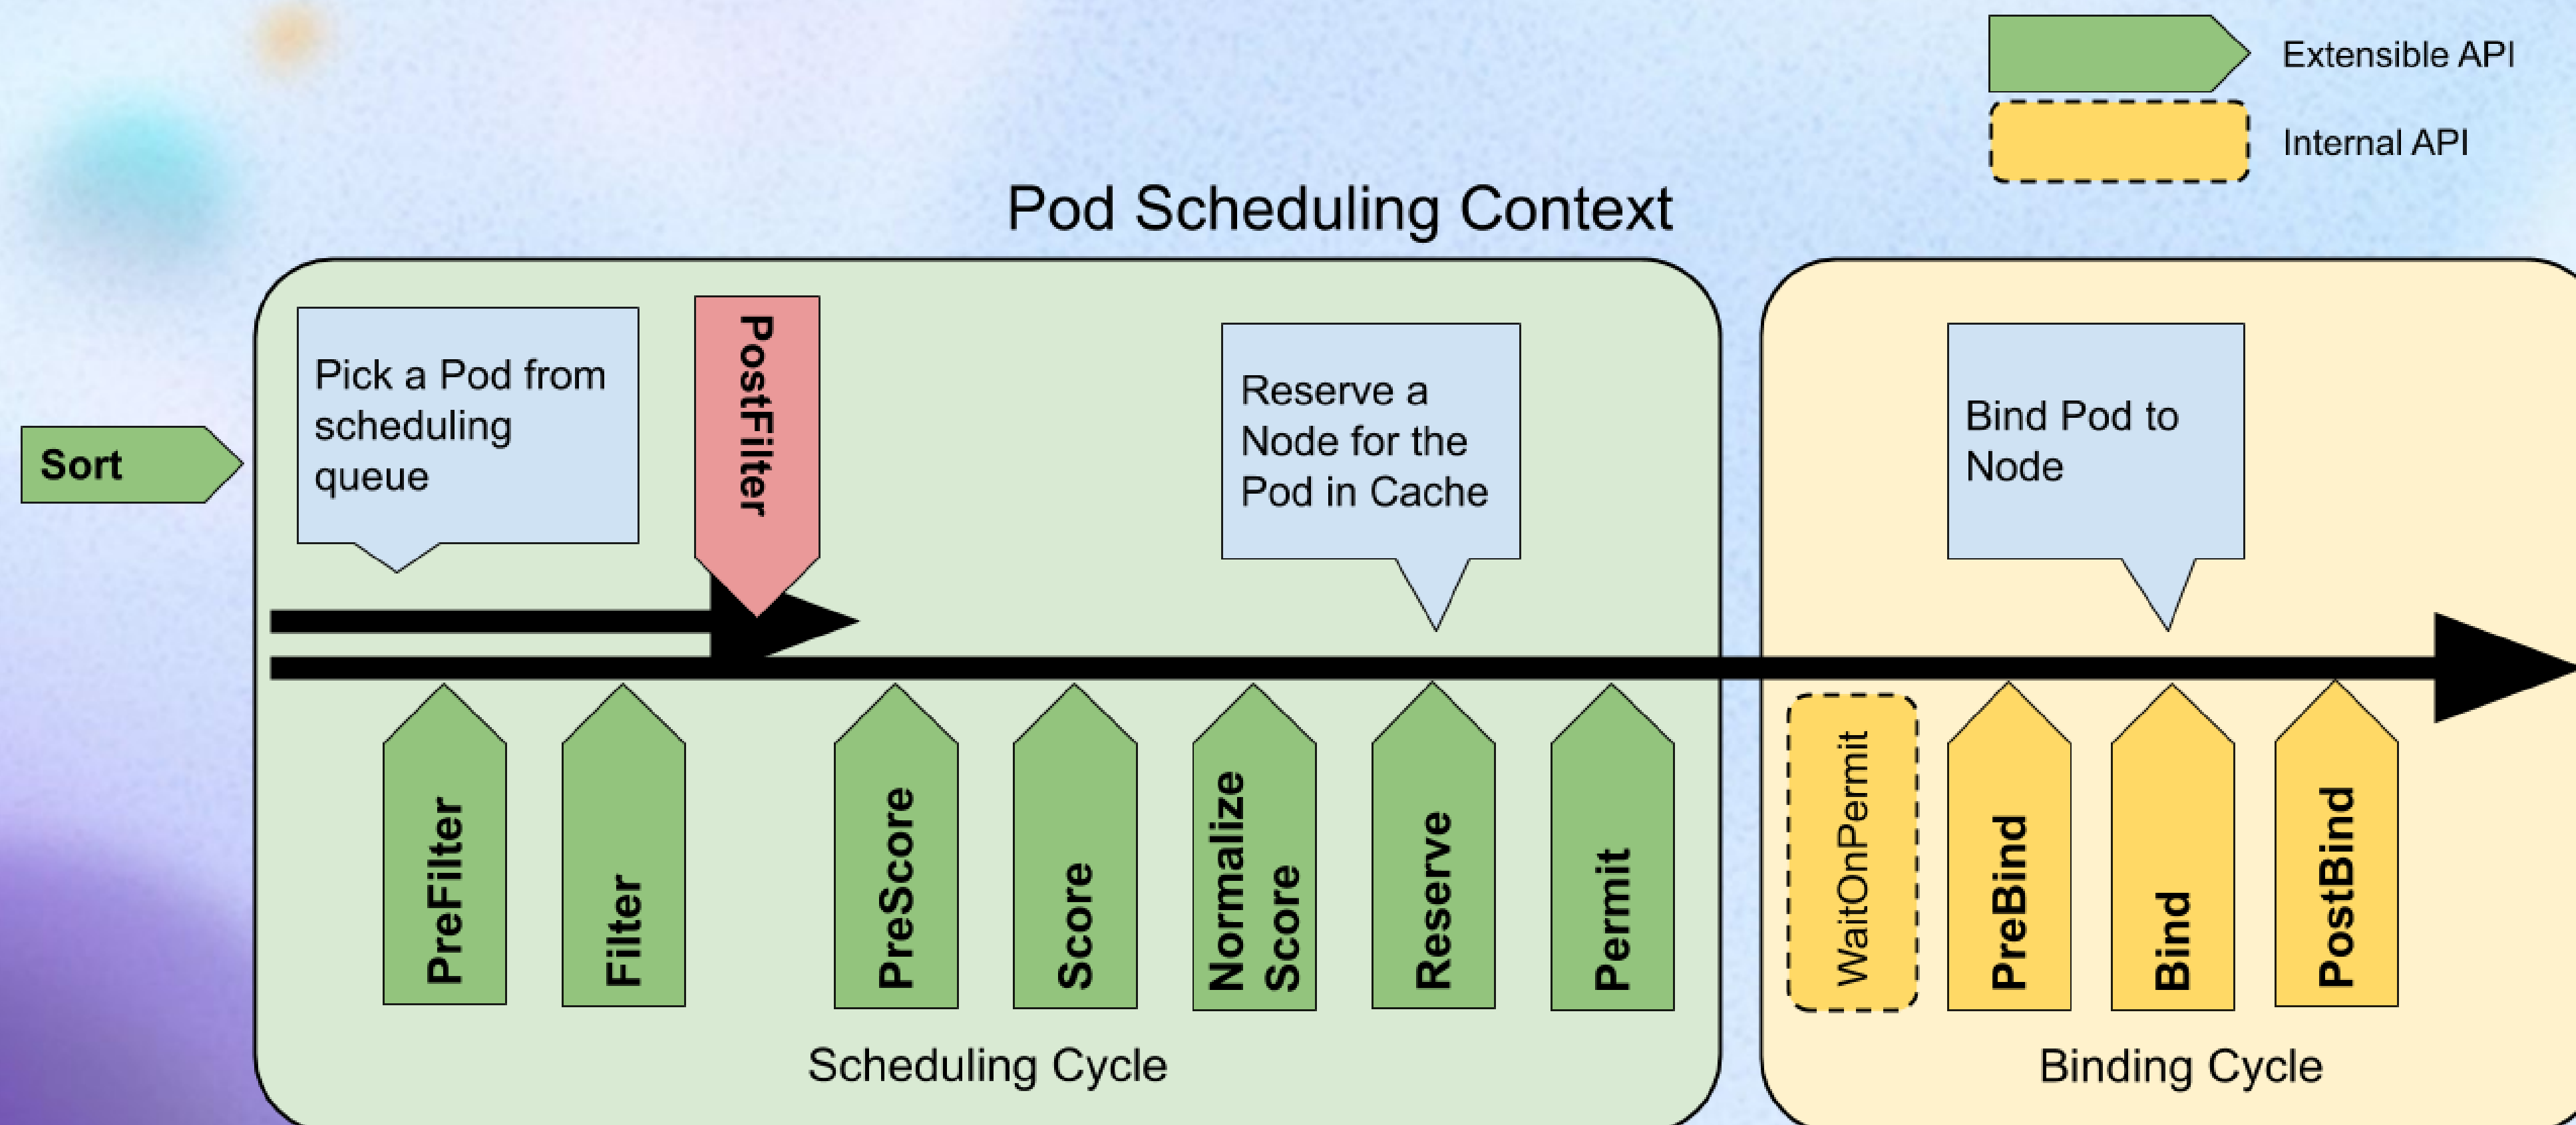 Extensible API
Internal API
Pod Scheduling Context
Sort
Pick a Pod from
scheduling
queue
PostFilter
Reserve a
Node for the
Pod in Cache
Bind Pod to
Node
PreFilter
Filter
PreScore
Score
Normalize
Score
Reserve
Permit
WaitOnPermit
PreBind
Bind
PostBind
Scheduling Cycle
Binding Cycle